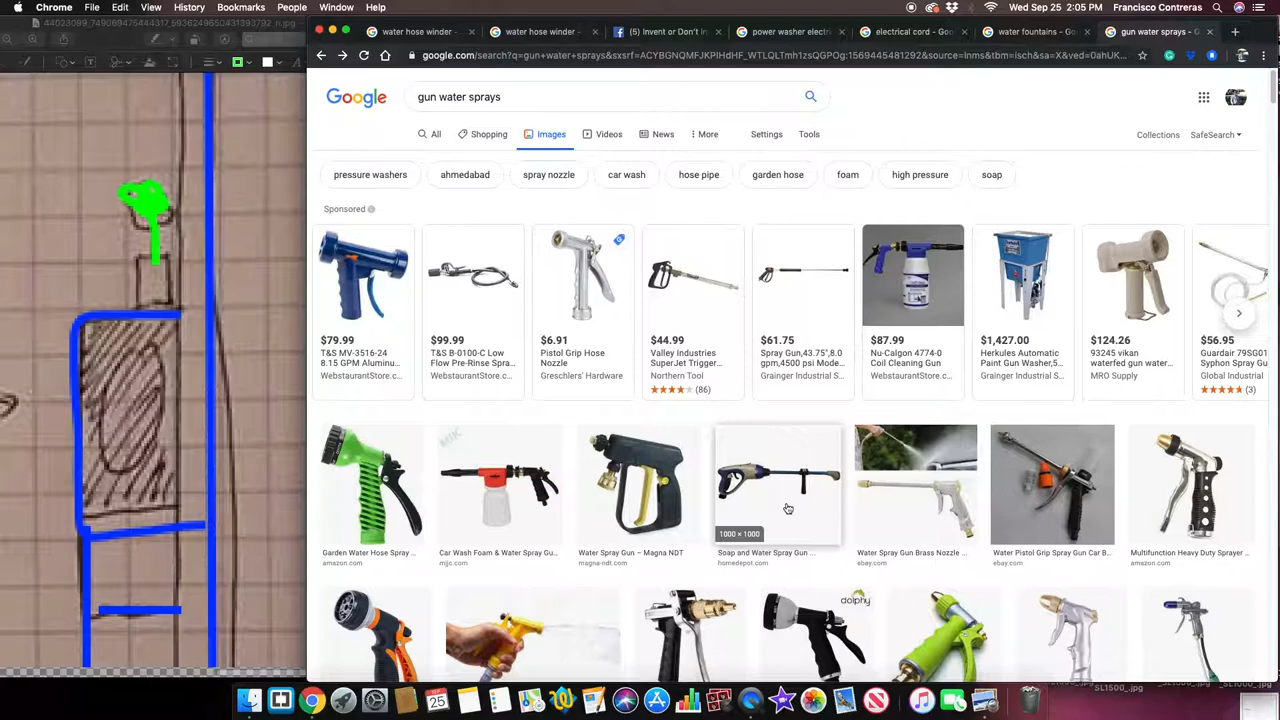 Chrome File Edit View History Bookmarks People Window Help
Wed Sep 25 2:05 PM Francisco Contreras
water hose winder -
water hose winder -
(5) Invent or Don't I
power washer electri
electrical cord - Goo
water fountains - Go
gun water sprays -
google.com/search?q=gun+water+sprays&sxsrf=
Google
gun water sprays
All Shopping Images Videos News More Settings Tools
Collections SafeSearch
pressure washers ahmedabad spray nozzle car wash hose pipe garden hose foam high pressure soap
Sponsored
$79.99
T&S MV-3516-24
8.15 GPM Aluminu...
WebstaurantStore.c...
$99.99
T&S B-0100-C Low
Flow Pre-Rinse Spra...
WebstaurantStore.c...
$6.91
Pistol Grip Hose
Nozzle
Greschlers' Hardware
$44.99
Valley Industries
SuperJet Trigger...
Northern Tool
(86)
$61.75
Spray Gun,43.75",8.0
gpm,4500 psi Mode...
Grainger Industrial S...
$87.99
Nu-Calgon 4774-0
Coil Cleaning Gun
WebstaurantStore.c...
$1,427.00
Herkules Automatic
Paint Gun Washer,5...
Grainger Industrial S...
$124.26
93245 vikan
waterfed gun water...
MRO Supply
$56.95
Guardair 79SG01
Syphon Spray Gu
Global Industrial
(3)
1000 × 1000
Garden Water Hose Spray ...
amazon.com
Car Wash Foam & Water Spray Gu...
mjjc.com
Water Spray Gun – Magna NDT
magna-ndt.com
Soap and Water Spray Gun ...
homedepot.com
Water Spray Gun Brass Nozzle ...
ebay.com
Water Pistol Grip Spray Gun Car B...
ebay.com
Multifunction Heavy Duty Sprayer ...
amazon.com
dolphy
SEP
25